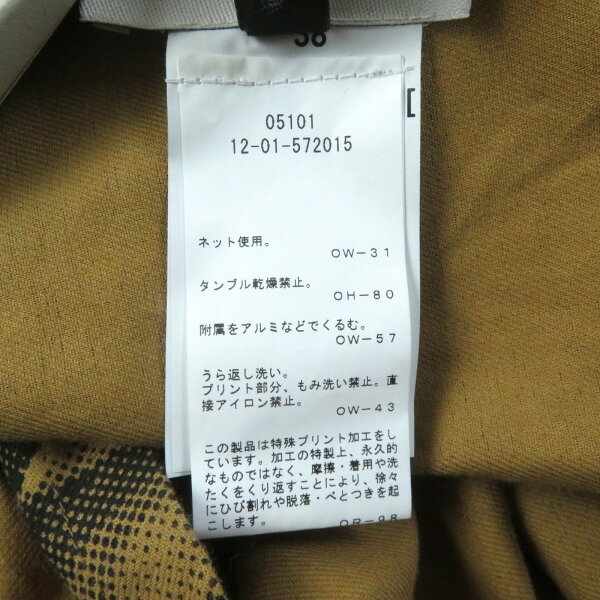 38
[
05101
12-01-572015
ネット使用。
OW-31
タンブル乾燥禁止。
OH-80
附属をアルミなどでくるむ。
OW-57
うら返し洗い。
プリント部分、もみ洗い禁止。直
接アイロン禁止。
OW-43
この製品は特殊プリント加工をし
ています。加工の特製上、永久的
なものではなく、摩擦・着用や洗
たくをくり返すことにより、徐々
にひび割れや脱落・べとつきを起
こします。
OR-98